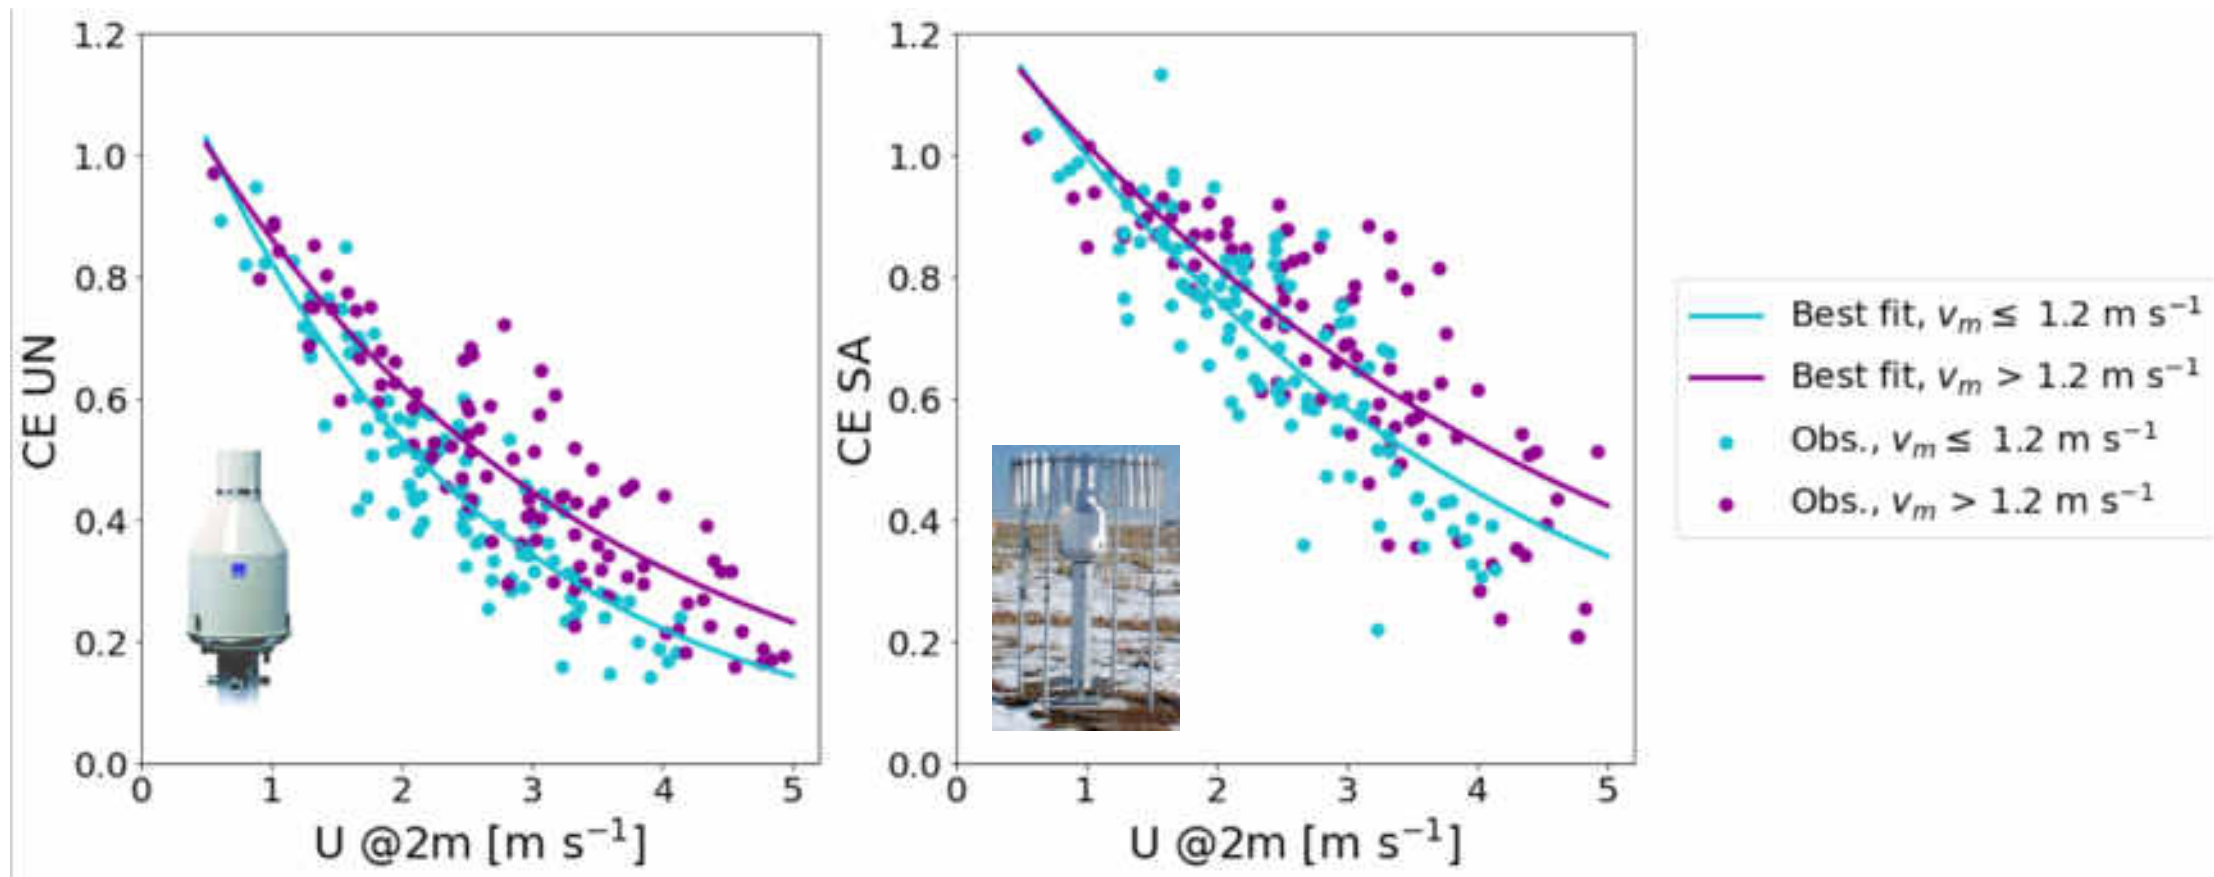 1.2
1.0
0.8
0.6
0.4
0.2
0.0
CE UN
0 1 2 3 4 5
U @2m [m s⁻¹]
1.2
1.0
0.8
0.6
0.4
0.2
0.0
CE SA
0 1 2 3 4 5
U @2m [m s⁻¹]
Best fit, vₘ ≤ 1.2 m s⁻¹
Best fit, vₘ > 1.2 m s⁻¹
Obs., vₘ ≤ 1.2 m s⁻¹
Obs., vₘ > 1.2 m s⁻¹